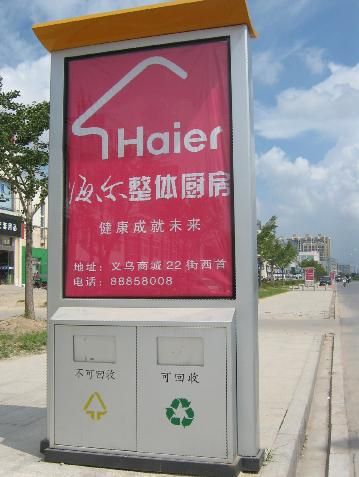 Haier
海尔整体厨房
健康成就未来
地址：义乌商城22街西首
电话：88858008
不可回收
可回收